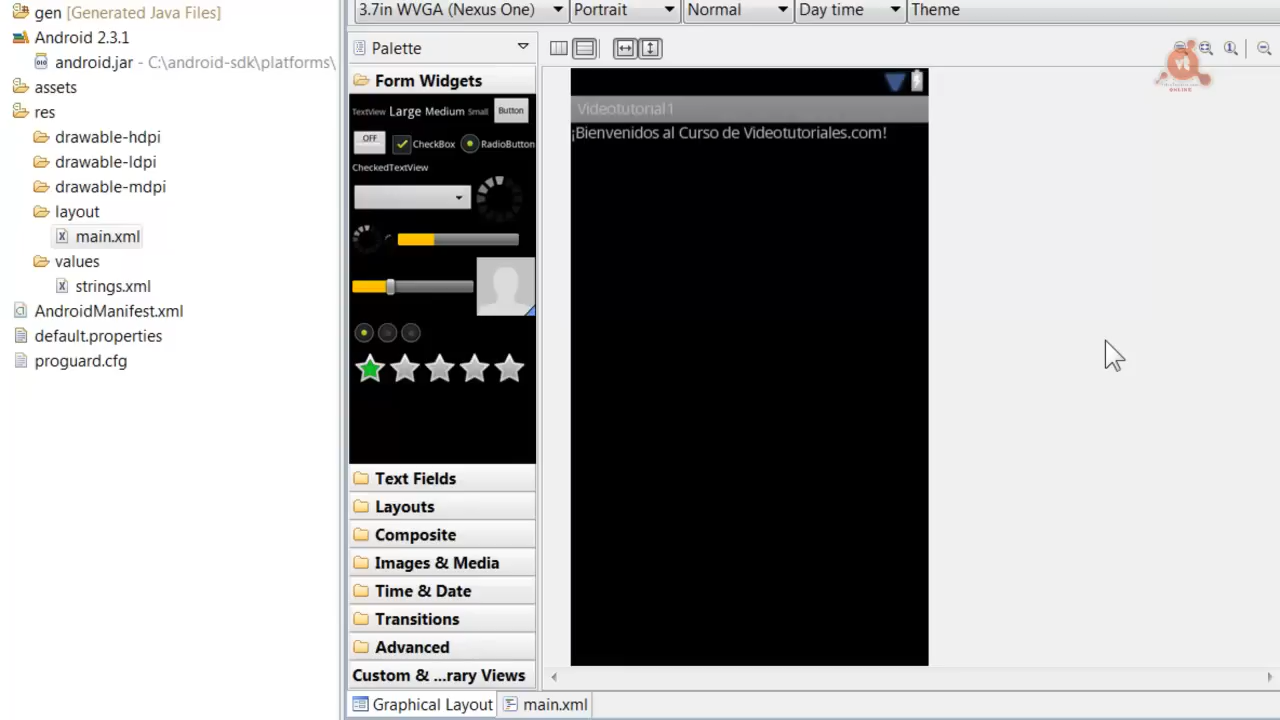 gen [Generated Java Files]
Android 2.3.1
android.jar - C:\android-sdk\platforms\
assets
res
drawable-hdpi
drawable-ldpi
drawable-mdpi
layout
main.xml
values
strings.xml
AndroidManifest.xml
default.properties
proguard.cfg
3.7in WVGA (Nexus One)
Portrait
Normal
Day time
Theme
Palette
Form Widgets
TextView Large Medium Small Button
OFF CheckBox RadioButton
CheckedTextView
Text Fields
Layouts
Composite
Images & Media
Time & Date
Transitions
Advanced
Custom & ...rary Views
Graphical Layout
main.xml
Videotutorial1
¡Bienvenidos al Curso de Videotutoriales.com!
vt
ONLINE